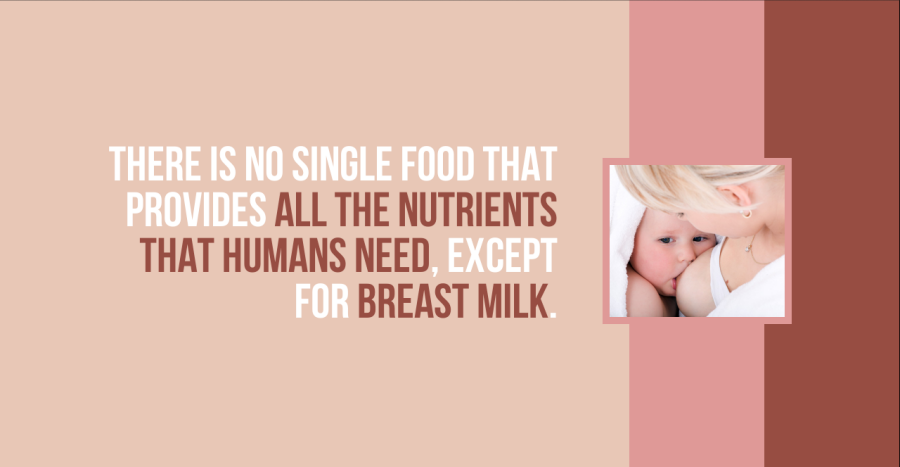 THERE IS NO SINGLE FOOD THAT
PROVIDES ALL THE NUTRIENTS
THAT HUMANS NEED, EXCEPT
FOR BREAST MILK.